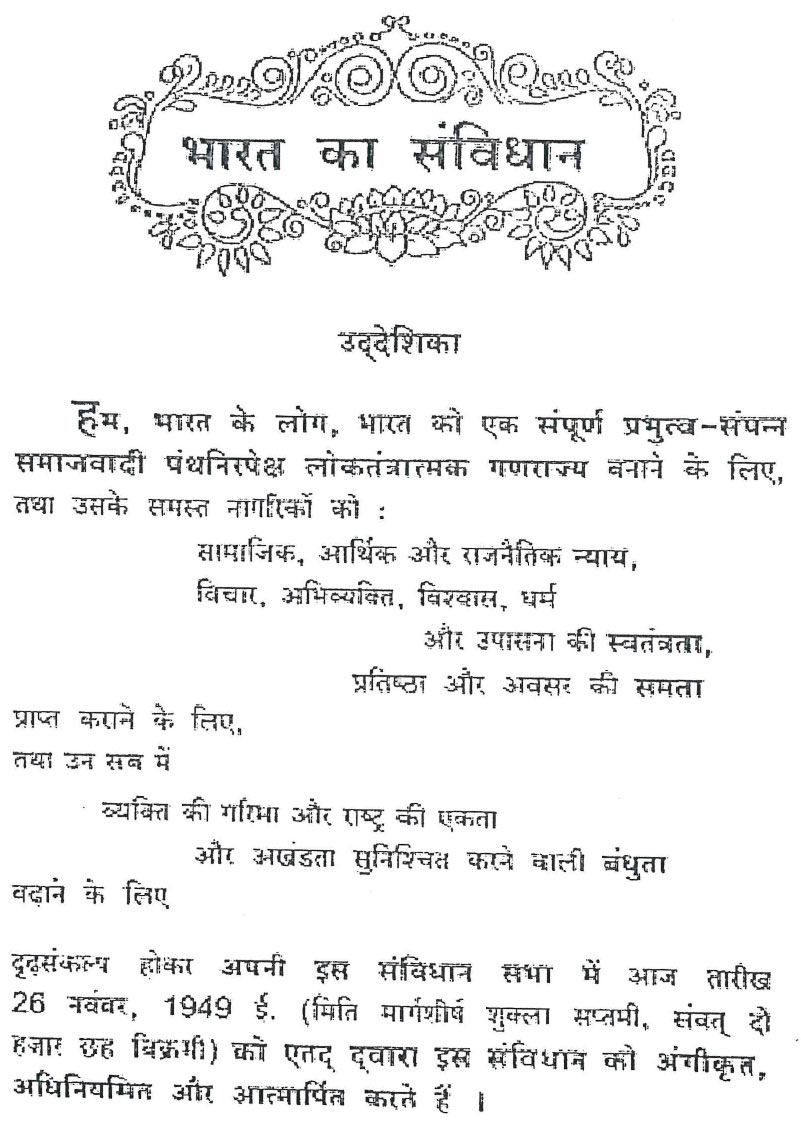 भारत का संविधान
उद्देशिका
हम, भारत के लोग, भारत को एक संपूर्ण प्रभुत्व-संपन्न
समाजवादी पंथनिरपेक्ष लोकतंत्रात्मक गणराज्य बनाने के लिए,
तथा उसके समस्त नागरिकों को :
सामाजिक, आर्थिक और राजनैतिक न्याय,
विचार, अभिव्यक्ति, विश्वास, धर्म
और उपासना की स्वतंत्रता,
प्रतिष्ठा और अवसर की समता
प्राप्त कराने के लिए,
तथा उन सब में
व्यक्ति की गरिमा और राष्ट्र की एकता
और अखंडता सुनिश्चित करने वाली बंधुता
बढ़ाने के लिए
दृढ़संकल्प होकर अपनी इस संविधान सभा में आज तारीख
26 नवंबर, 1949 ई. (मिति मार्गशीर्ष शुक्ला सप्तमी, संवत् दो
हजार छह विक्रमी) को एतद् द्वारा इस संविधान को अंगीकृत,
अधिनियमित और आत्मार्पित करते हैं ।